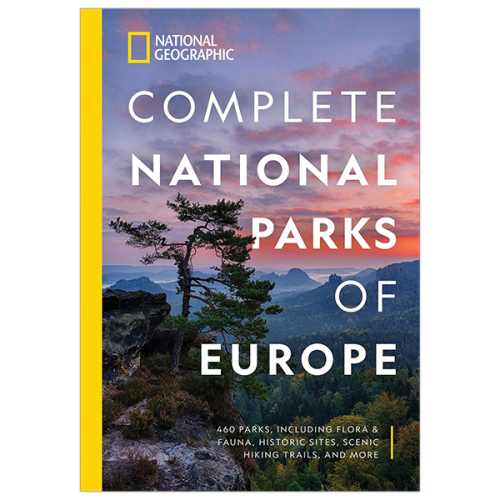 NATIONAL
GEOGRAPHIC
COMPLETE
NATIONAL
PARKS
OF
EUROPE
460 PARKS, INCLUDING FLORA &
FAUNA, HISTORIC SITES, SCENIC
HIKING TRAILS, AND MORE